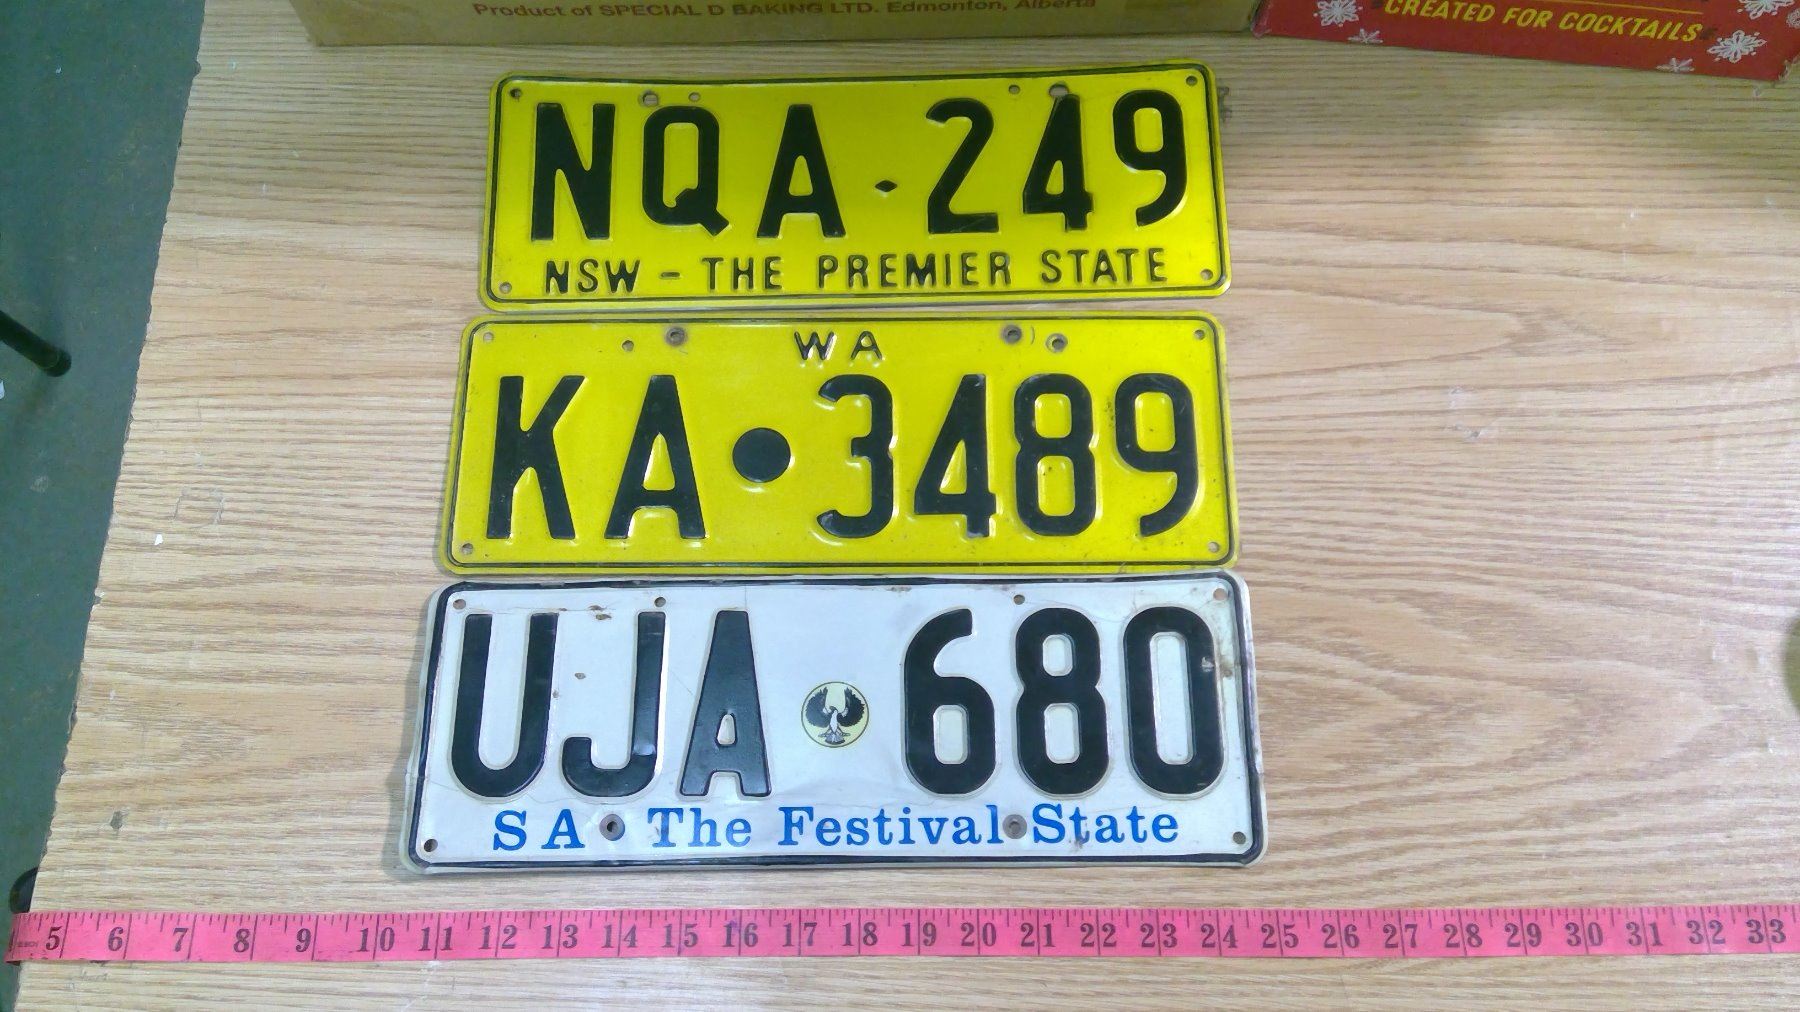 Product of SPECIAL D BAKING LTD. Edmonton, Alberta
CREATED FOR COCKTAILS
NQA·249
NSW - THE PREMIER STATE
WA
KA·3489
UJA 680
SA · The Festival State
5 6 7 8 9 10 11 12 13 14 15 16 17 18 19 20 21 22 23 24 25 26 27 28 29 30 31 32 33